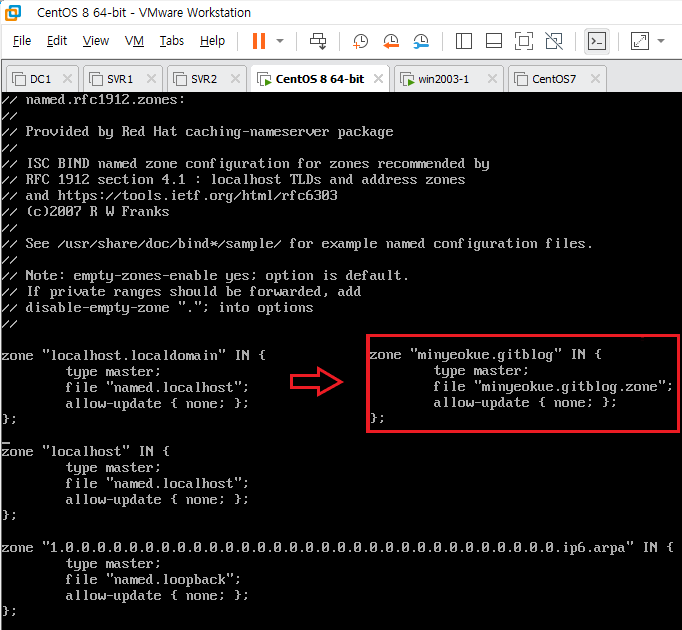 CentOS 8 64-bit - VMware Workstation
File Edit View VM Tabs Help
DC1 SVR1 SVR2 CentOS 8 64-bit win2003-1 CentOS7
// named.rfc1912.zones:
//
// Provided by Red Hat caching-nameserver package
//
// ISC BIND named zone configuration for zones recommended by
// RFC 1912 section 4.1 : localhost TLDs and address zones
// and https://tools.ietf.org/html/rfc6303
// (c)2007 R W Franks
//
// See /usr/share/doc/bind*/sample/ for example named configuration files.
//
// Note: empty-zones-enable yes; option is default.
// If private ranges should be forwarded, add
// disable-empty-zone "."; into options
//
zone "localhost.localdomain" IN {
type master;
file "named.localhost";
allow-update { none; };
};
zone "minyeokue.gitblog" IN {
type master;
file "minyeokue.gitblog.zone";
allow-update { none; };
};
zone "localhost" IN {
type master;
file "named.localhost";
allow-update { none; };
};
zone "1.0.0.0.0.0.0.0.0.0.0.0.0.0.0.0.0.0.0.0.0.0.0.0.0.0.0.0.0.0.0.0.ip6.arpa" IN {
type master;
file "named.loopback";
allow-update { none; };
};